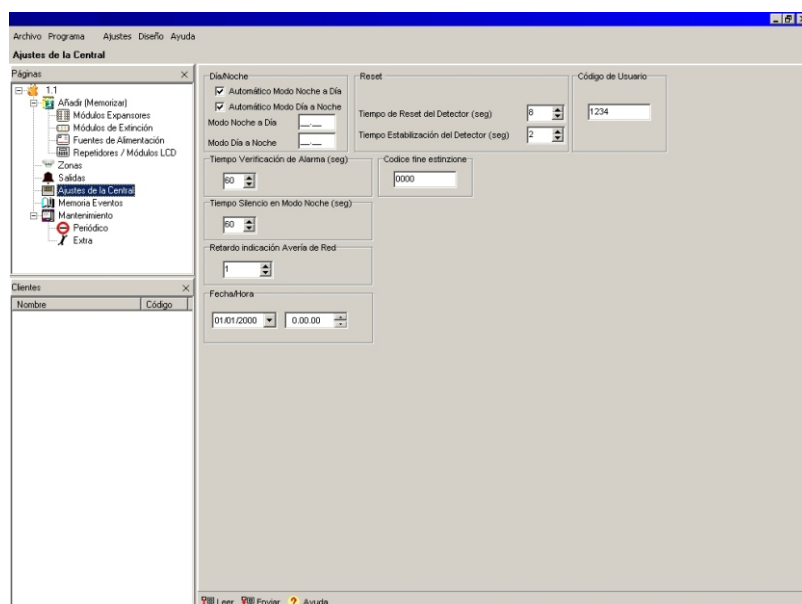 Archivo Programa Ajustes Diseño Ayuda
Ajustes de la Central
Páginas
1.1
Añadir (Memorizar)
Módulos Expansores
Módulos de Extinción
Fuentes de Alimentación
Repetidores / Módulos LCD
Zonas
Salidas
Ajustes de la Central
Memoria Eventos
Mantenimiento
Periódico
Extra
Clientes
Nombre Código
Día/Noche
Automático Modo Noche a Día
Automático Modo Día a Noche
Modo Noche a Día __.__
Modo Día a Noche __.__
Reset
Tiempo de Reset del Detector (seg) 8
Tiempo Estabilización del Detector (seg) 2
Código de Usuario
1234
Tiempo Verificación de Alarma (seg)
60
Codice fine estinzione
0000
Tiempo Silencio en Modo Noche (seg)
60
Retardo indicación Avería de Red
1
Fecha/Hora
01/01/2000 0.00.00
Leer Enviar ? Ayuda